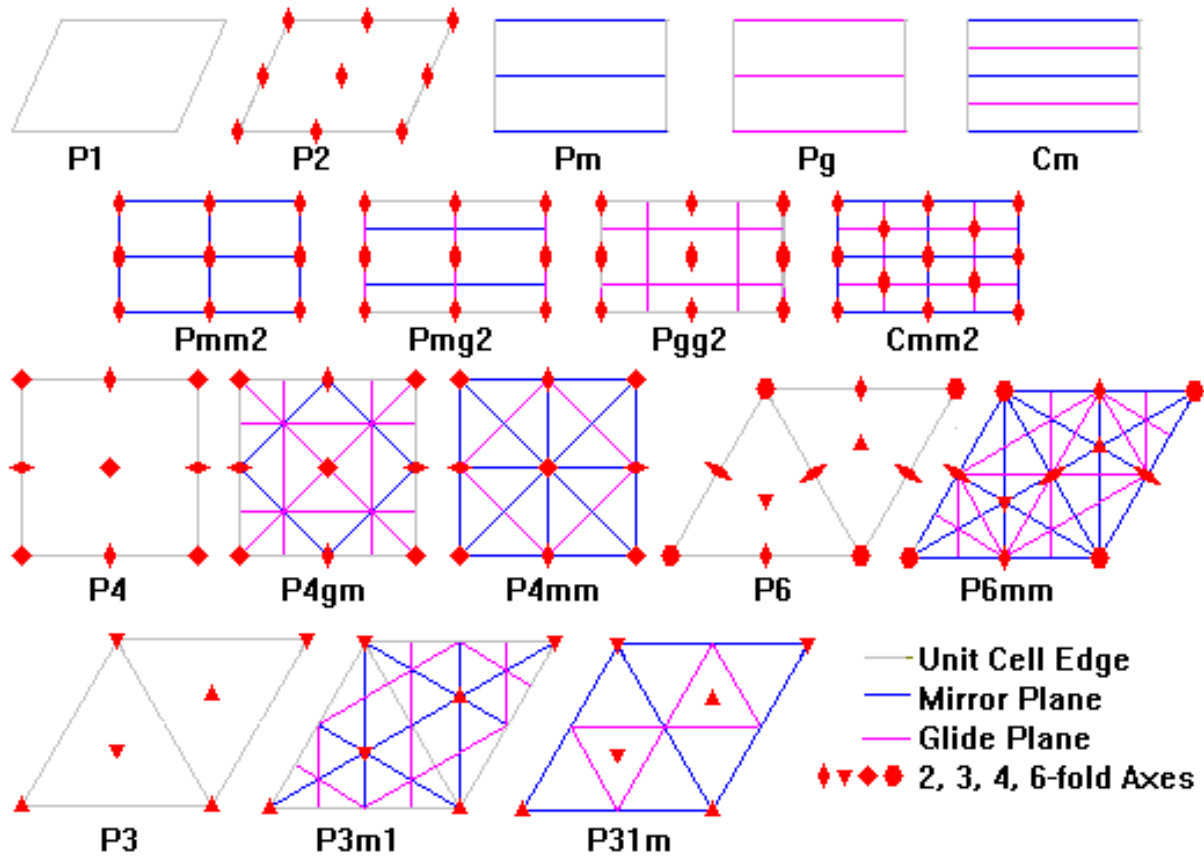 P1 P2 Pm Pg Cm
Pmm2 Pmg2 Pgg2 Cmm2
P4 P4gm P4mm P6 P6mm
Unit Cell Edge
Mirror Plane
Glide Plane
2, 3, 4, 6-fold Axes
P3 P3m1 P31m